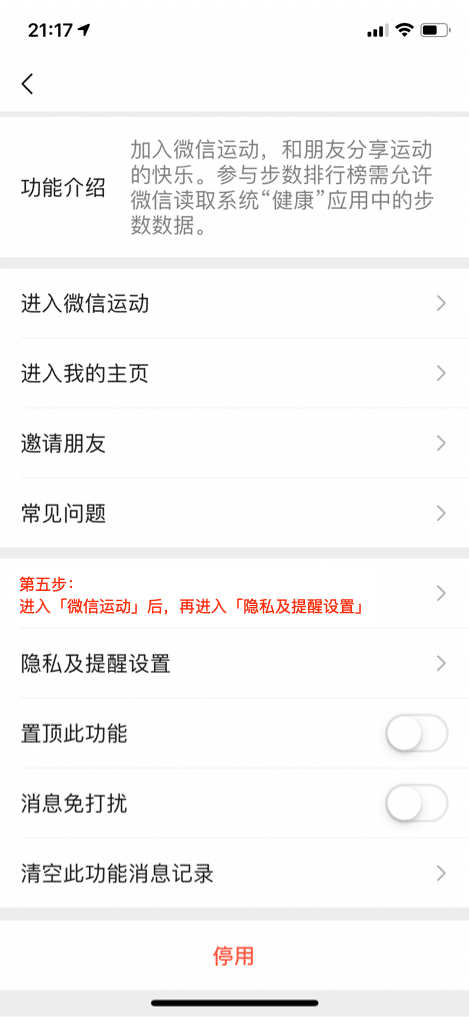 21:17
功能介绍
加入微信运动，和朋友分享运动
的快乐。参与步数排行榜需允许
微信读取系统“健康”应用中的步
数数据。
进入微信运动
进入我的主页
邀请朋友
常见问题
第五步：
进入「微信运动」后，再进入「隐私及提醒设置」
隐私及提醒设置
置顶此功能
消息免打扰
清空此功能消息记录
停用